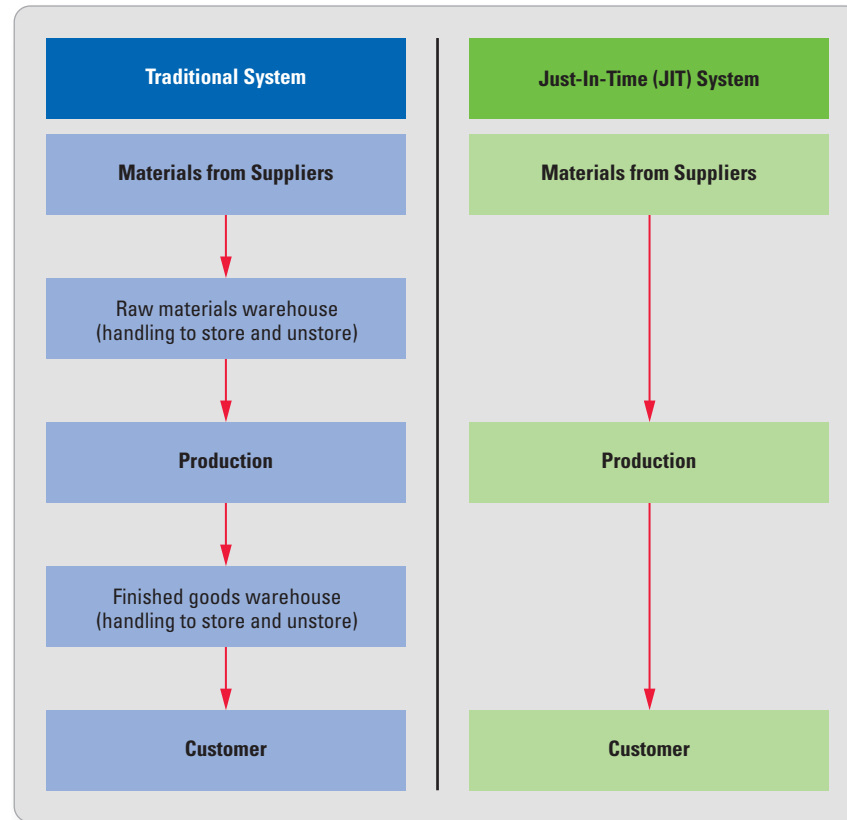 Traditional System
Materials from Suppliers
Raw materials warehouse
(handling to store and unstore)
Production
Finished goods warehouse
(handling to store and unstore)
Customer
Just-In-Time (JIT) System
Materials from Suppliers
Production
Customer